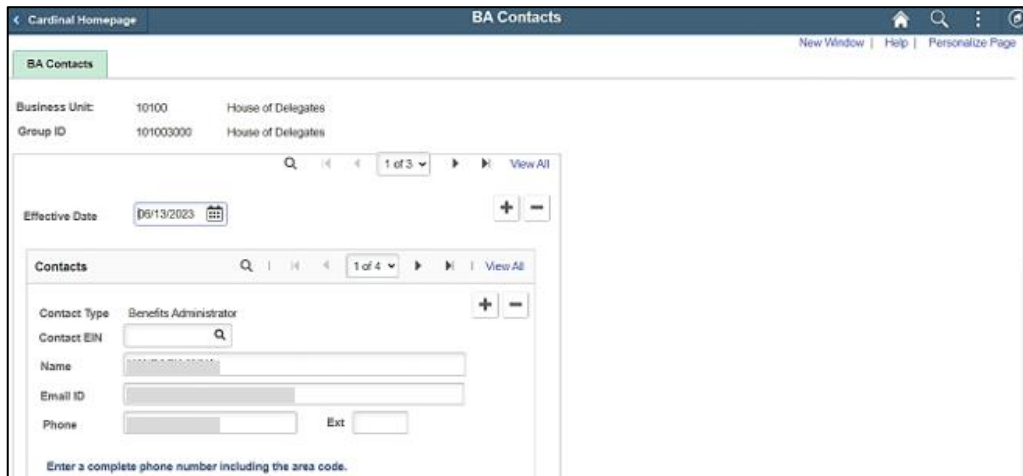 Cardinal Homepage BA Contacts
New Window | Help | Personalize Page
BA Contacts
Business Unit: 10100 House of Delegates
Group ID 101003000 House of Delegates
1 of 3 View All
Effective Date 06/13/2023
Contacts 1 of 4 View All
Contact Type Benefits Administrator
Contact EIN
Name
Email ID
Phone Ext
Enter a complete phone number including the area code.